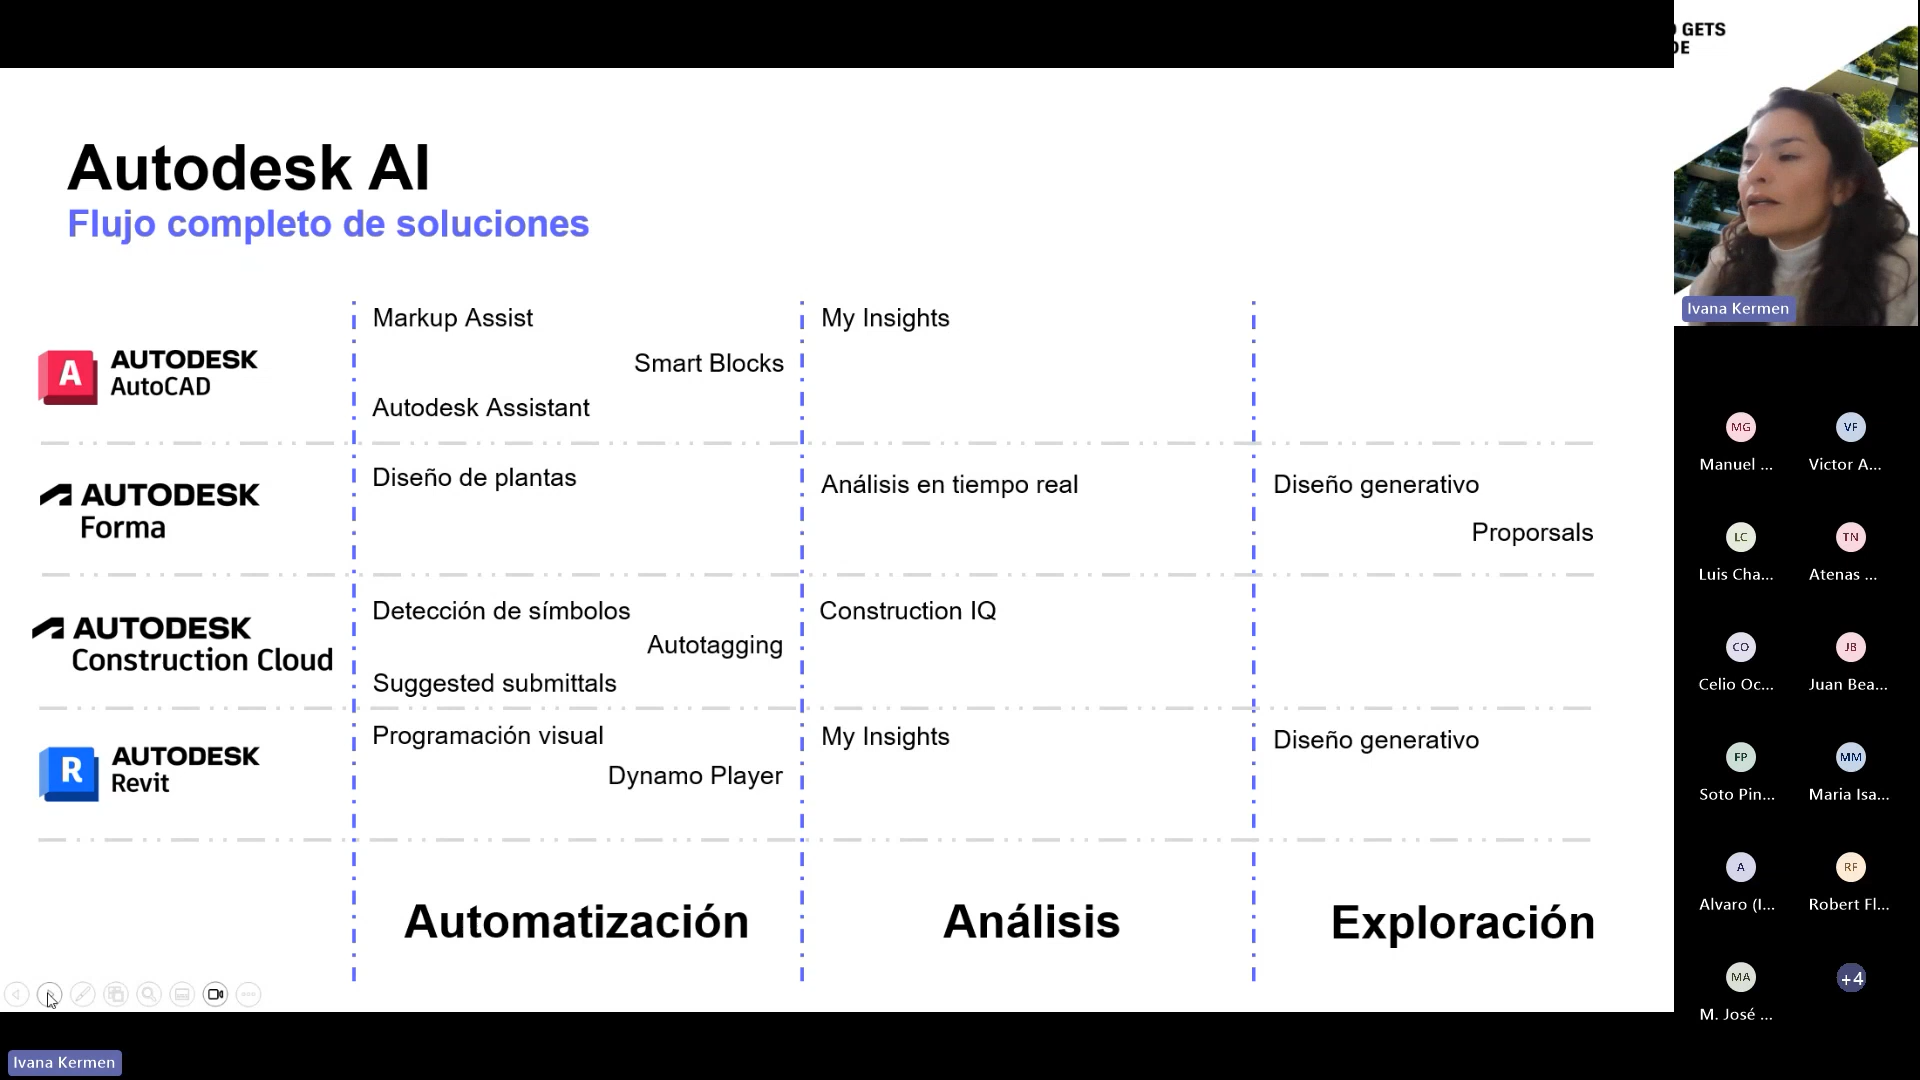 Autodesk AI
Flujo completo de soluciones
A
AUTODESK
AutoCAD
Markup Assist
Smart Blocks
Autodesk Assistant
My Insights
AUTODESK
Forma
Diseño de plantas
Análisis en tiempo real
Diseño generativo
Proporsals
AUTODESK
Construction Cloud
Detección de símbolos
Autotagging
Suggested submittals
Construction IQ
R
AUTODESK
Revit
Programación visual
Dynamo Player
My Insights
Diseño generativo
Automatización
Análisis
Exploración
Ivana Kermen
GETS
DE
Ivana Kermen
MG
Manuel ...
VF
Victor A...
LC
Luis Cha...
TN
Atenas ...
CO
Celio Oc...
JB
Juan Bea...
FP
Soto Pin...
MM
Maria Isa...
A
Alvaro (I...
RF
Robert Fl...
MA
M. José ...
+4